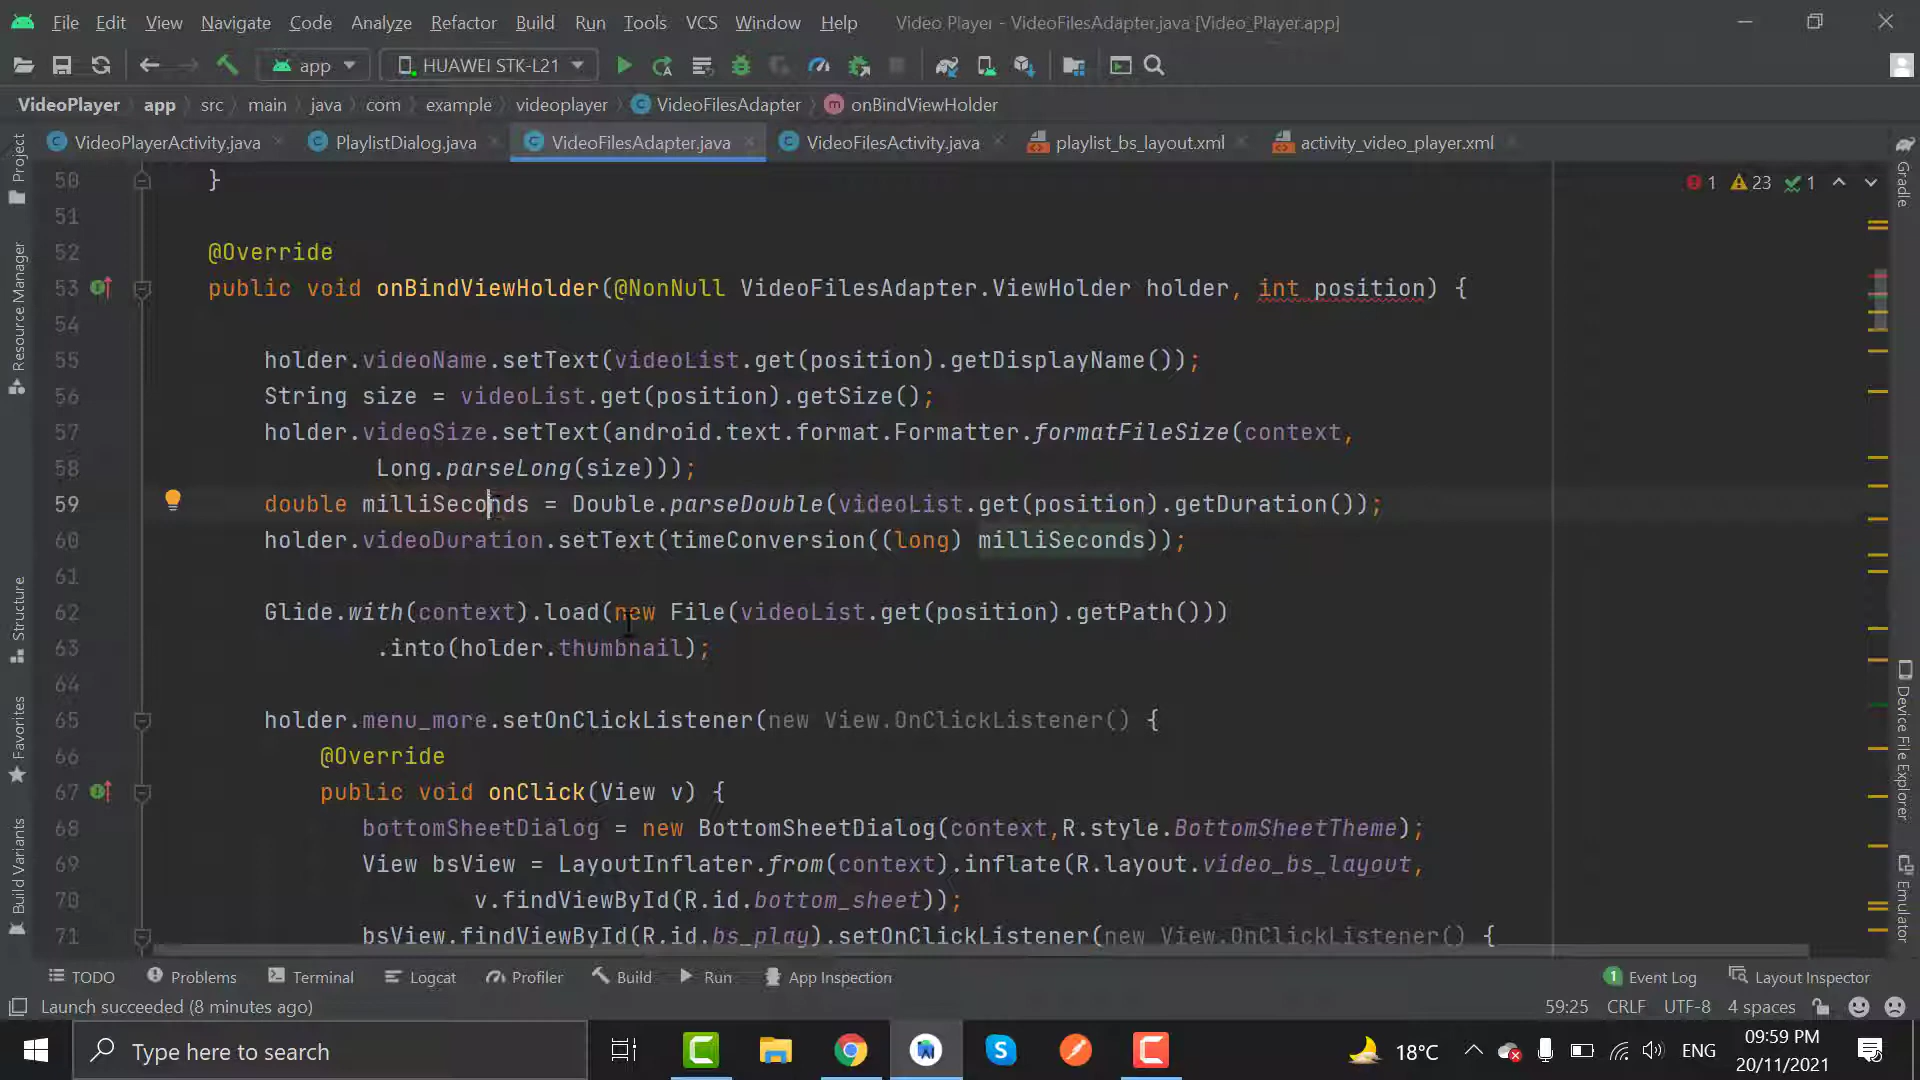 File Edit View Navigate Code Analyze Refactor Build Run Tools VCS Window Help Video Player - VideoFilesAdapter.java [Video_Player.app]
app HUAWEI STK-L21
VideoPlayer app src main java com example videoplayer VideoFilesAdapter onBindViewHolder
VideoPlayerActivity.java PlaylistDialog.java VideoFilesAdapter.java VideoFilesActivity.java playlist_bs_layout.xml activity_video_player.xml
1 23 1
50 }
51
52 @Override
53 public void onBindViewHolder(@NonNull VideoFilesAdapter.ViewHolder holder, int position) {
54
55 holder.videoName.setText(videoList.get(position).getDisplayName());
56 String size = videoList.get(position).getSize();
57 holder.videoSize.setText(android.text.format.Formatter.formatFileSize(context,
58 Long.parseLong(size)));
59 double milliSeconds = Double.parseDouble(videoList.get(position).getDuration());
60 holder.videoDuration.setText(timeConversion((long) milliSeconds));
61
62 Glide.with(context).load(new File(videoList.get(position).getPath()))
63 .into(holder.thumbnail);
64
65 holder.menu_more.setOnClickListener(new View.OnClickListener() {
66 @Override
67 public void onClick(View v) {
68 bottomSheetDialog = new BottomSheetDialog(context,R.style.BottomSheetTheme);
69 View bsView = LayoutInflater.from(context).inflate(R.layout.video_bs_layout,
70 v.findViewById(R.id.bottom_sheet));
71 bsView.findViewById(R.id.bs_play).setOnClickListener(new View.OnClickListener() {
Project
Resource Manager
Structure
Favorites
Build Variants
Gradle
Device File Explorer
Emulator
TODO Problems Terminal Logcat Profiler Build Run App Inspection 1 Event Log Layout Inspector
Launch succeeded (8 minutes ago) 59:25 CRLF UTF-8 4 spaces
Type here to search 18°C ENG 09:59 PM
20/11/2021